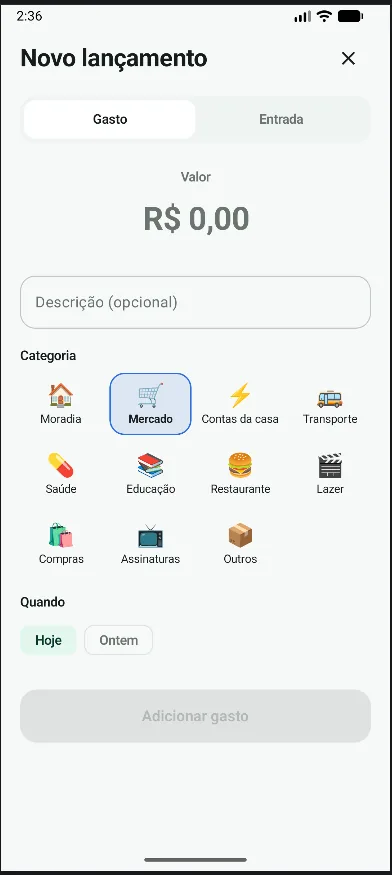 2:36
Novo lançamento
Gasto Entrada
Valor
R$ 0,00
Descrição (opcional)
Categoria
Moradia Mercado Contas da casa Transporte
Saúde Educação Restaurante Lazer
Compras Assinaturas Outros
Quando
Hoje Ontem
Adicionar gasto